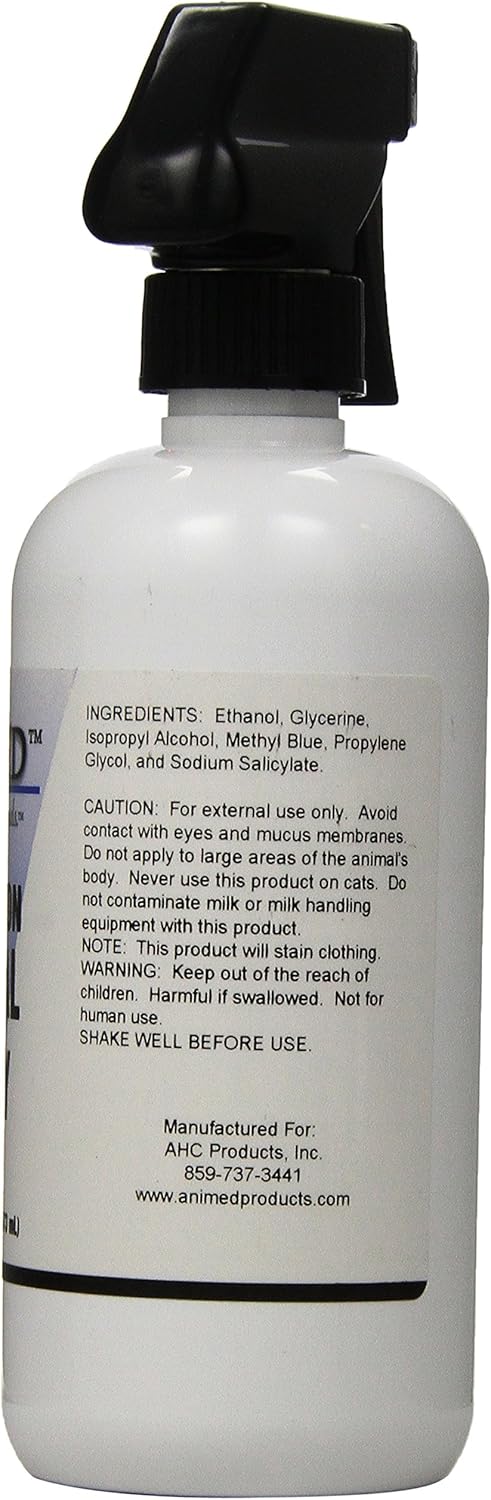 INGREDIENTS: Ethanol, Glycerine,
Isopropyl Alcohol, Methyl Blue, Propylene
Glycol, and Sodium Salicylate.
CAUTION: For external use only. Avoid
contact with eyes and mucus membranes.
Do not apply to large areas of the animal's
body. Never use this product on cats. Do
not contaminate milk or milk handling
equipment with this product.
NOTE: This product will stain clothing.
WARNING: Keep out of the reach of
children. Harmful if swallowed. Not for
human use.
SHAKE WELL BEFORE USE.
Manufactured For:
AHC Products, Inc.
859-737-3441
www.animedproducts.com